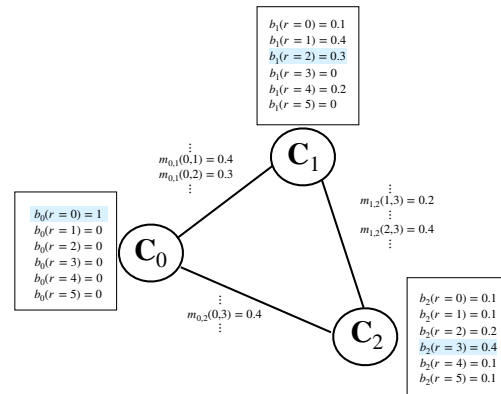 b₁(r = 0) = 0.1
b₁(r = 1) = 0.4
b₁(r = 2) = 0.3
b₁(r = 3) = 0
b₁(r = 4) = 0.2
b₁(r = 5) = 0
C₁
⋮
m₀,₁(0,1) = 0.4
m₀,₁(0,2) = 0.3
⋮
b₀(r = 0) = 1
b₀(r = 1) = 0
b₀(r = 2) = 0
b₀(r = 3) = 0
b₀(r = 4) = 0
b₀(r = 5) = 0
C₀
⋮
m₁,₂(1,3) = 0.2
⋮
m₁,₂(2,3) = 0.4
⋮
⋮
m₀,₂(0,3) = 0.4
⋮
C₂
b₂(r = 0) = 0.1
b₂(r = 1) = 0.1
b₂(r = 2) = 0.2
b₂(r = 3) = 0.4
b₂(r = 4) = 0.1
b₂(r = 5) = 0.1